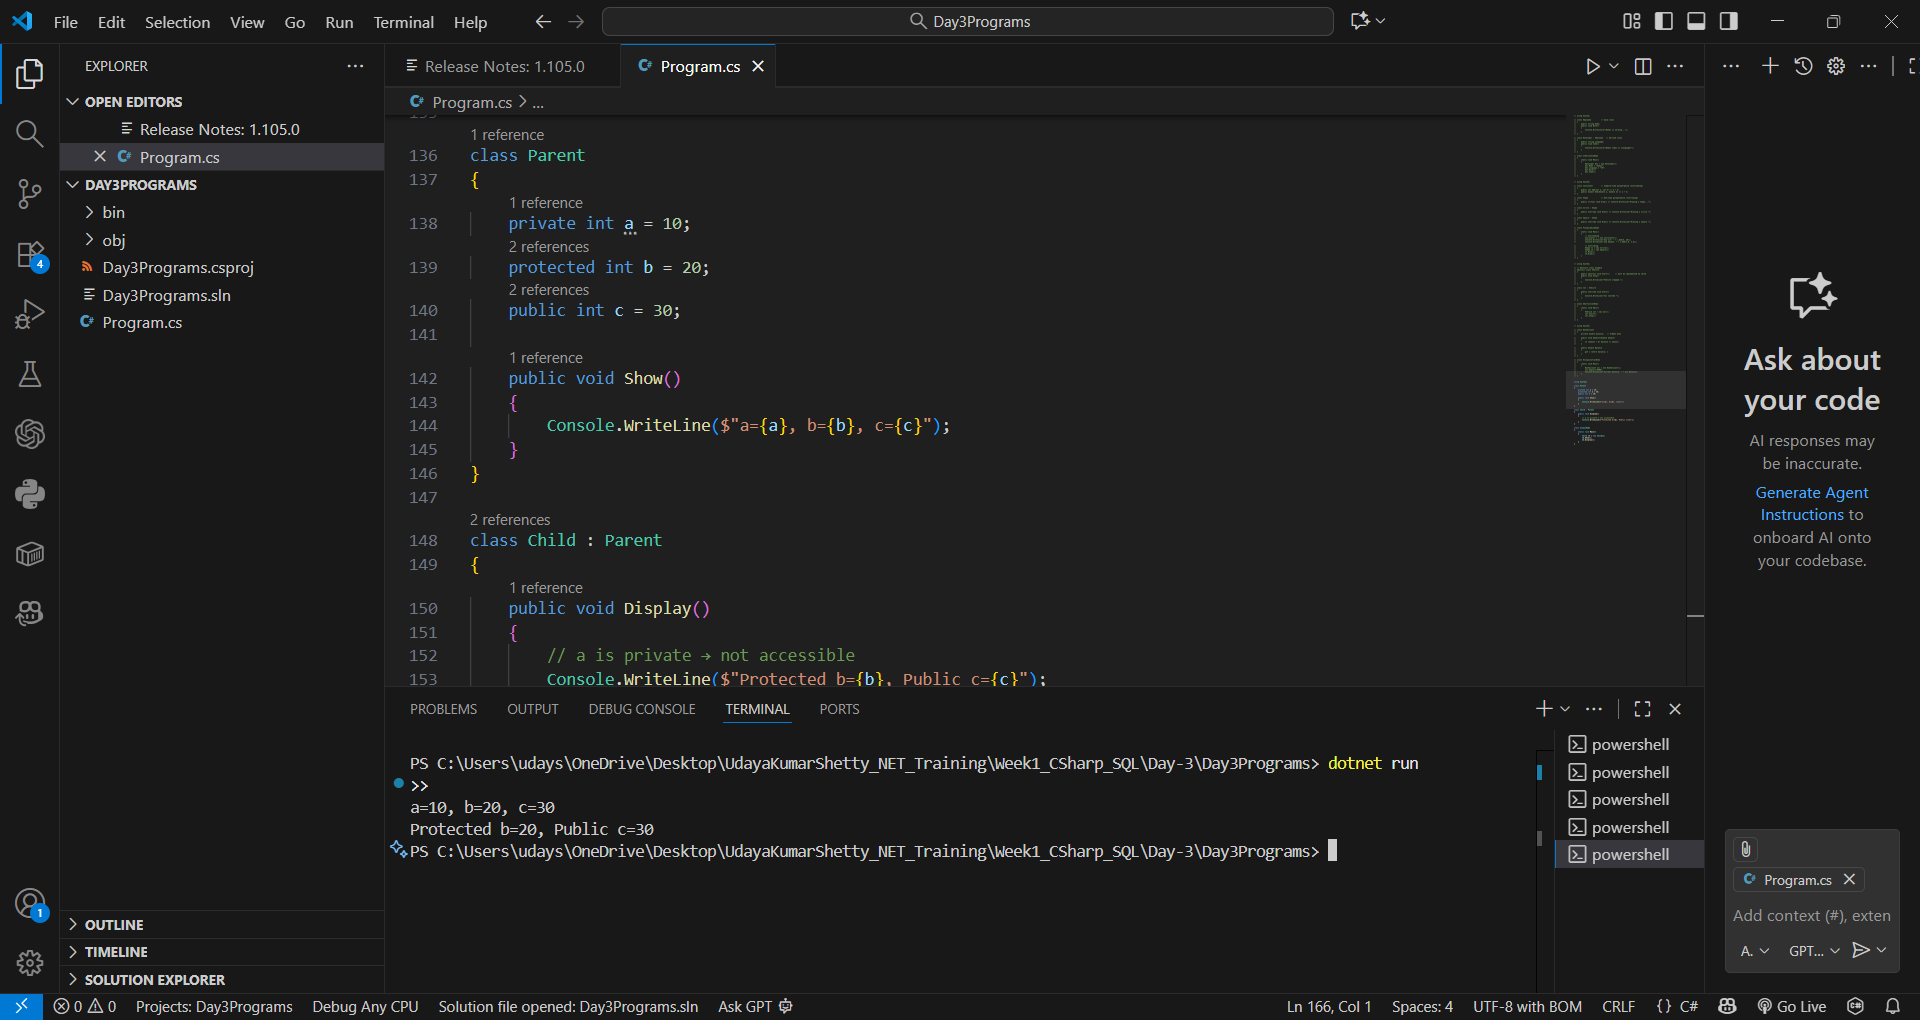 File Edit Selection View Go Run Terminal Help
Day3Programs
EXPLORER
OPEN EDITORS
Release Notes: 1.105.0
Program.cs
DAY3PROGRAMS
bin
obj
Day3Programs.csproj
Day3Programs.sln
Program.cs
OUTLINE
TIMELINE
SOLUTION EXPLORER
4
1
Release Notes: 1.105.0
Program.cs
Program.cs > ...
1 reference
136 class Parent
137 {
1 reference
138 private int a = 10;
2 references
139 protected int b = 20;
2 references
140 public int c = 30;
141
1 reference
142 public void Show()
143 {
144 Console.WriteLine($"a={a}, b={b}, c={c}");
145 }
146 }
147
2 references
148 class Child : Parent
149 {
1 reference
150 public void Display()
151 {
152 // a is private → not accessible
153 Console.WriteLine($"Protected b={b}, Public c={c}");
PROBLEMS OUTPUT DEBUG CONSOLE TERMINAL PORTS
PS C:\Users\udays\OneDrive\Desktop\UdayaKumarShetty_NET_Training\Week1_CSharp_SQL\Day-3\Day3Programs> dotnet run
>>
a=10, b=20, c=30
Protected b=20, Public c=30
PS C:\Users\udays\OneDrive\Desktop\UdayaKumarShetty_NET_Training\Week1_CSharp_SQL\Day-3\Day3Programs>
powershell
powershell
powershell
powershell
powershell
Ask about
your code
AI responses may
be inaccurate.
Generate Agent
Instructions to
onboard AI onto
your codebase.
Program.cs
Add context (#), exten
A.
GPT...
0 0 Projects: Day3Programs Debug Any CPU Solution file opened: Day3Programs.sln Ask GPT
Ln 166, Col 1 Spaces: 4 UTF-8 with BOM CRLF {} C# Go Live